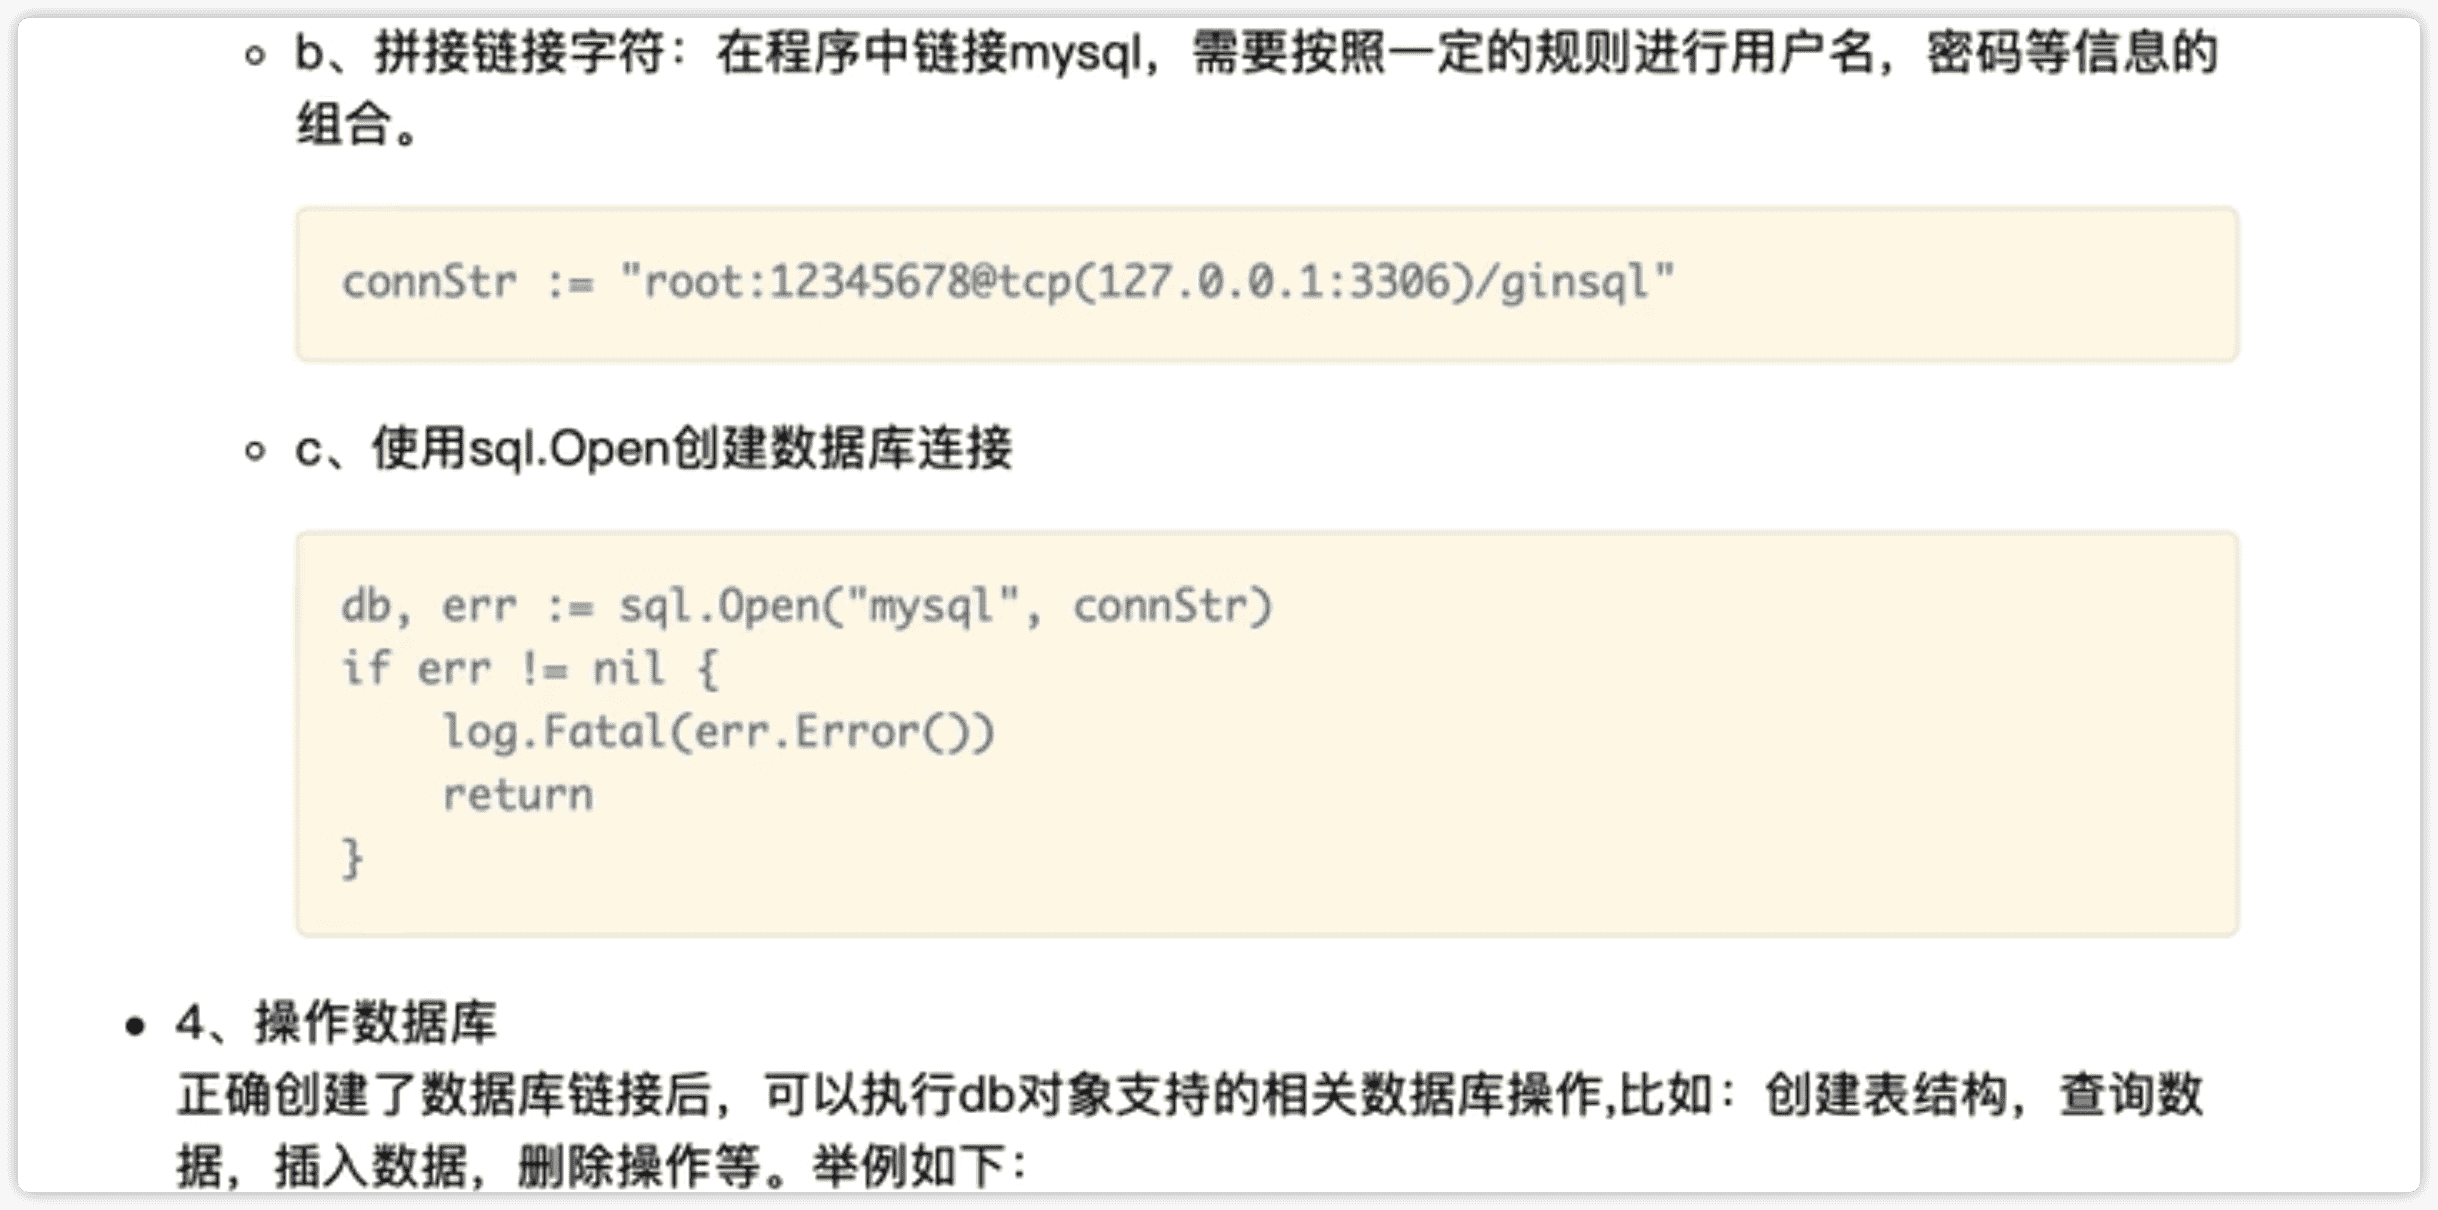 b、拼接链接字符：在程序中链接mysql，需要按照一定的规则进行用户名，密码等信息的
组合。
connStr := "root:12345678@tcp(127.0.0.1:3306)/ginsql"
c、使用sql.Open创建数据库连接
db, err := sql.Open("mysql", connStr)
if err != nil {
    log.Fatal(err.Error())
    return
}
4、操作数据库
正确创建了数据库链接后，可以执行db对象支持的相关数据库操作,比如：创建表结构，查询数
据，插入数据，删除操作等。举例如下：